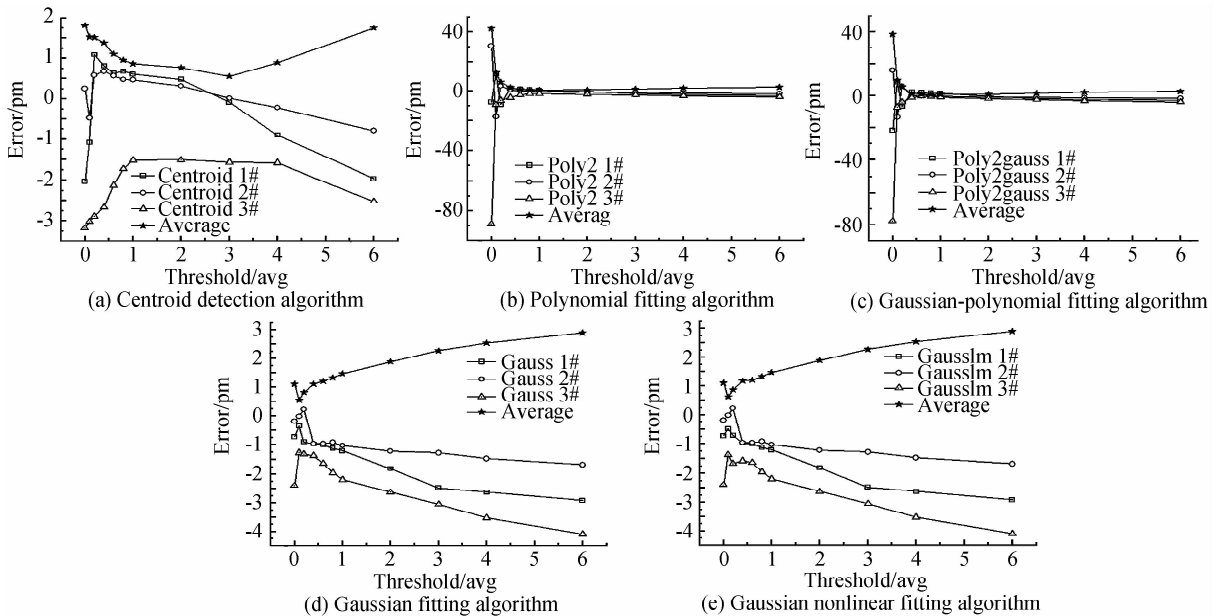 2
1
0
-1
-2
-3
Error/pm
Centroid 1#
Centroid 2#
Centroid 3#
Average
0 1 2 3 4 5 6
Threshold/avg
(a) Centroid detection algorithm
40
0
-40
-80
Error/pm
Poly2 1#
Poly2 2#
Poly2 3#
Averag
0 1 2 3 4 5 6
Threshold/avg
(b) Polynomial fitting algorithm
40
0
-40
-80
Error/pm
Poly2gauss 1#
Poly2gauss 2#
Poly2gauss 3#
Average
0 1 2 3 4 5 6
Threshold/avg
(c) Gaussian-polynomial fitting algorithm
3
2
1
0
-1
-2
-3
-4
Error/pm
Gauss 1#
Gauss 2#
Gauss 3#
Average
0 1 2 3 4 5 6
Threshold/avg
(d) Gaussian fitting algorithm
3
2
1
0
-1
-2
-3
-4
Error/pm
Gausslm 1#
Gausslm 2#
Gausslm 3#
Average
0 1 2 3 4 5 6
Threshold/avg
(e) Gaussian nonlinear fitting algorithm